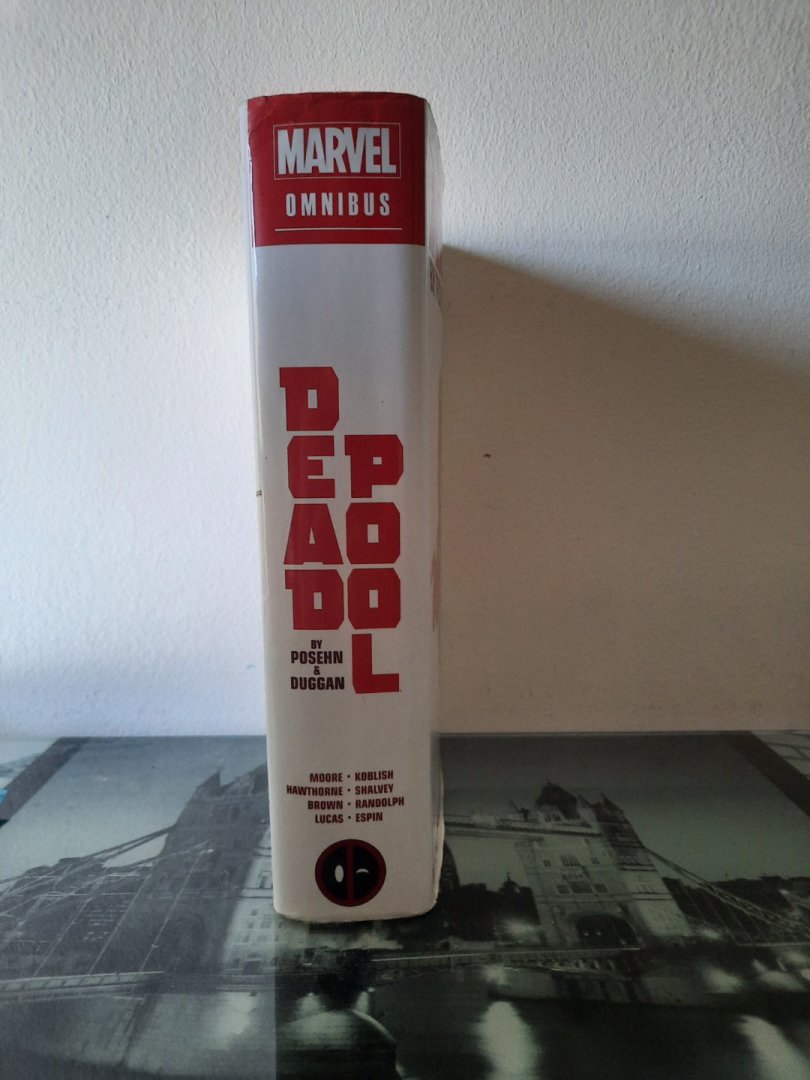 MARVEL
OMNIBUS
DEAD
POOL
BY
POSEHN
&
DUGGAN
MOORE • KOBLISH
HAWTHORNE • SHALVEY
BROWN • RANDOLPH
LUCAS • ESPIN